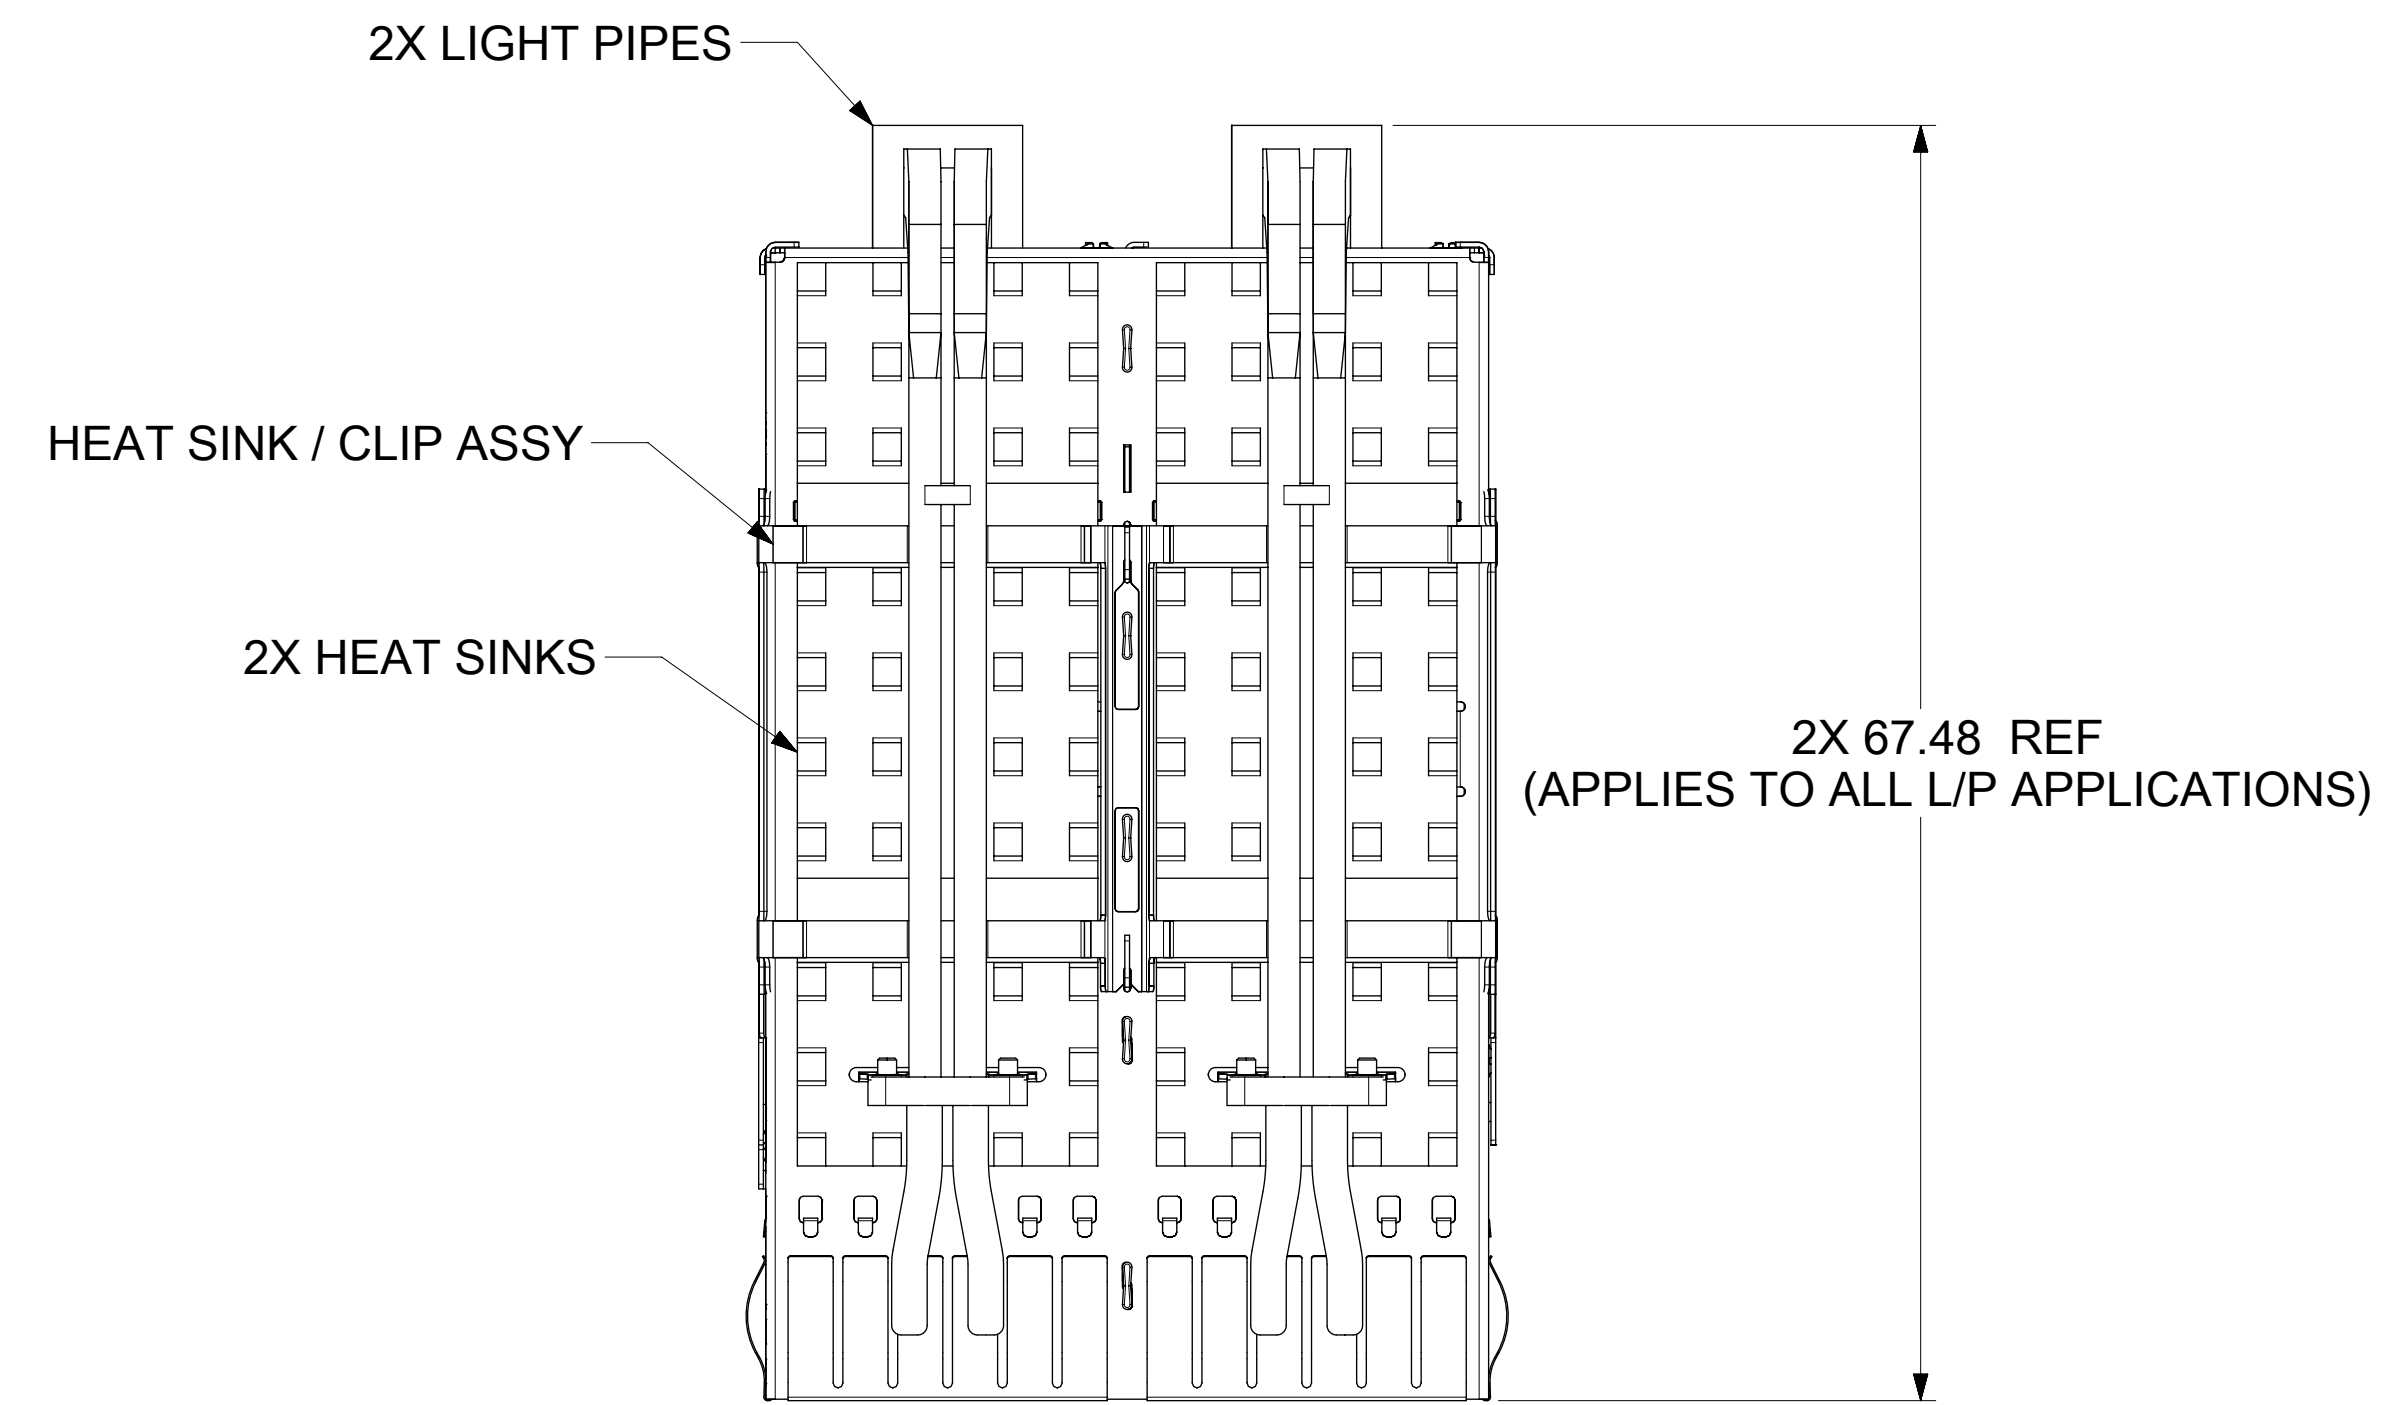 2X LIGHT PIPES
HEAT SINK / CLIP ASSY
2X HEAT SINKS
2X 67.48 REF
(APPLIES TO ALL L/P APPLICATIONS)